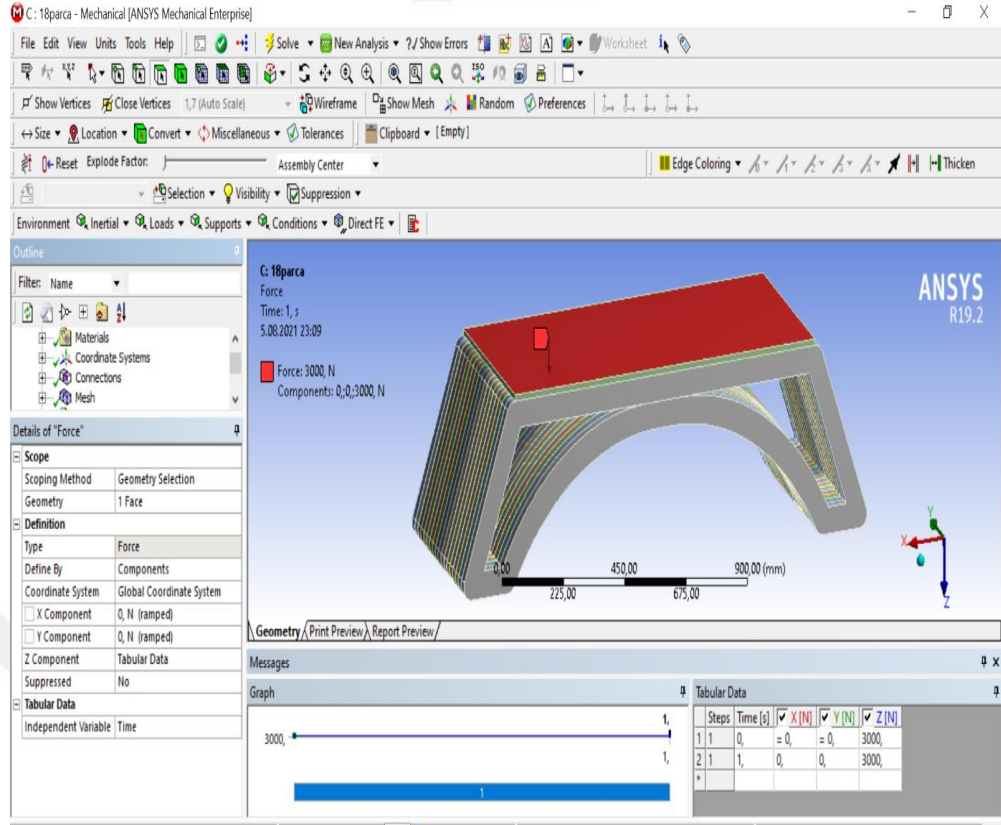 C : 18parca - Mechanical [ANSYS Mechanical Enterprise]
File Edit View Units Tools Help Solve New Analysis ?/ Show Errors A Worksheet i
ISO
Show Vertices Close Vertices 1,7 (Auto Scale) Wireframe Show Mesh Random Preferences
Size Location Convert Miscellaneous Tolerances Clipboard [Empty]
Reset Explode Factor: Assembly Center Edge Coloring Thicken
Selection Visibility Suppression
Environment Inertial Loads Supports Conditions Direct FE
Outline
Filter: Name
Materials
Coordinate Systems
Connections
Mesh
Details of "Force"
Scope
Scoping Method Geometry Selection
Geometry 1 Face
Definition
Type Force
Define By Components
Coordinate System Global Coordinate System
X Component 0, N (ramped)
Y Component 0, N (ramped)
Z Component Tabular Data
Suppressed No
Tabular Data
Independent Variable Time
C: 18parca
Force
Time: 1, s
5.08.2021 23:09
Force: 3000, N
Components: 0,;0,;3000, N
ANSYS
R19.2
0,00 450,00 900,00 (mm)
225,00 675,00
Y
X
Z
Geometry Print Preview Report Preview
Messages
Graph
1,
3000,
1,
1
Tabular Data
Steps Time [s] X [N] Y [N] Z [N]
1 1 0, = 0, = 0, 3000,
2 1 1, 0, 0, 3000,
*